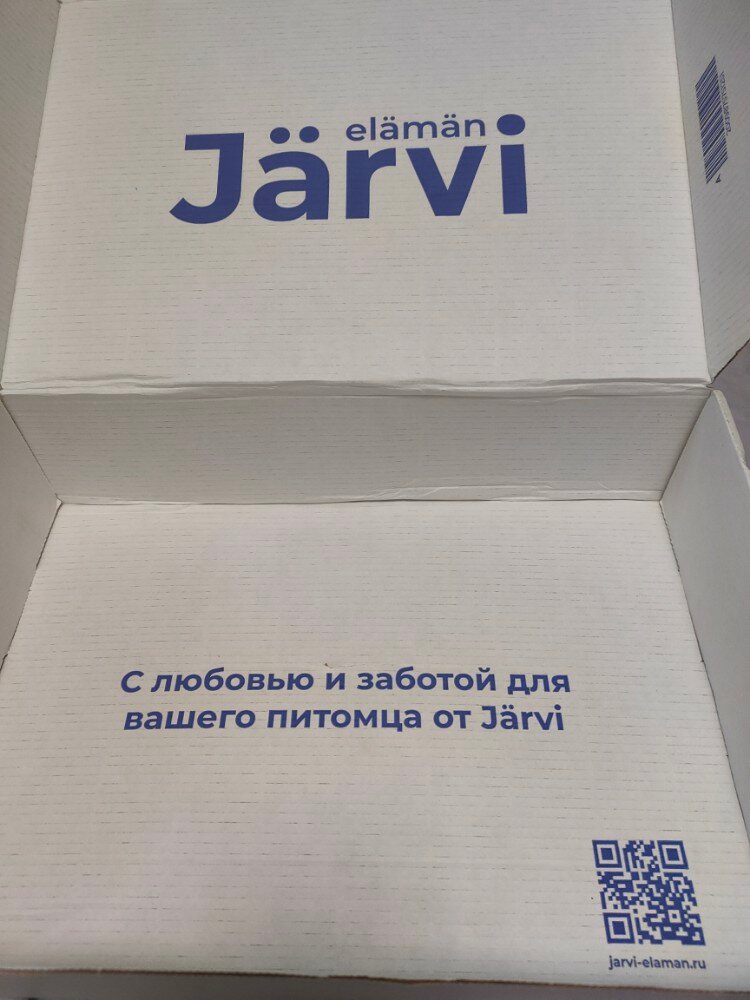 elämän
Järvi
С любовью и заботой для
вашего питомца от Järvi
jarvi-elaman.ru